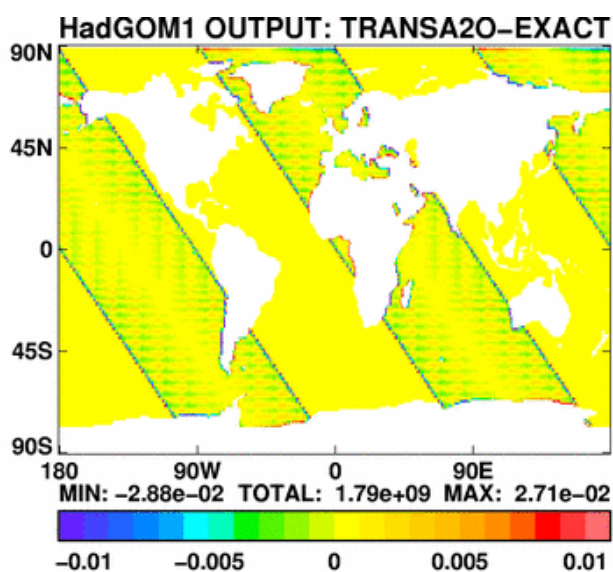 HadGOM1 OUTPUT: TRANSA2O-EXACT
90N
45N
0
45S
90S
180 90W 0 90E
MIN: -2.88e-02 TOTAL: 1.79e+09 MAX: 2.71e-02
-0.01 -0.005 0 0.005 0.01